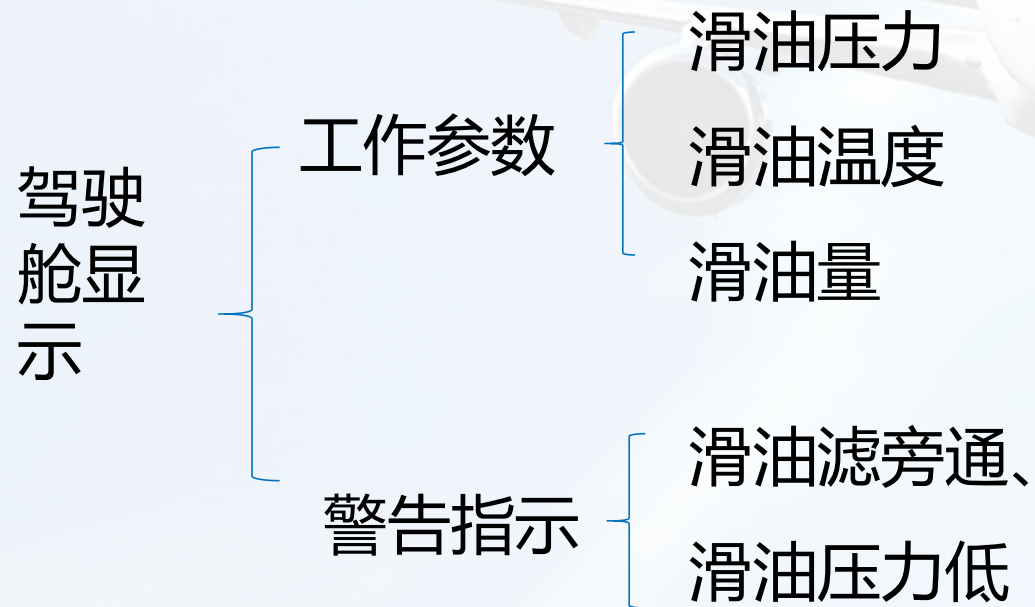 驾驶
舱显
示
工作参数
滑油压力
滑油温度
滑油量
警告指示
滑油滤旁通、
滑油压力低